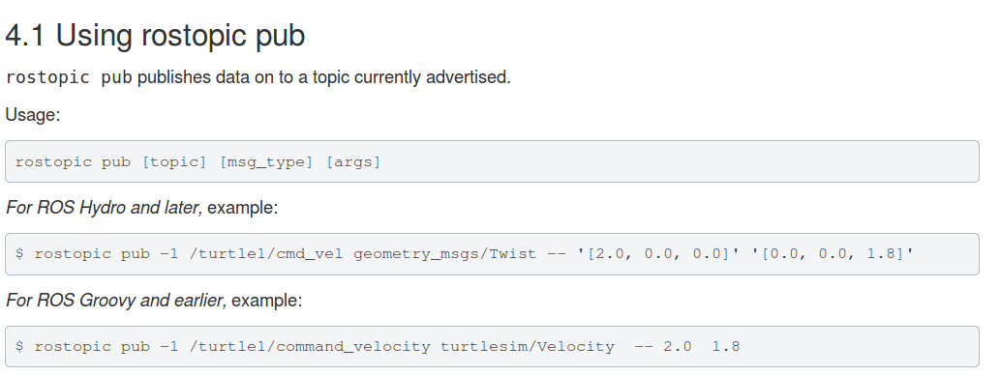 4.1 Using rostopic pub
rostopic pub publishes data on to a topic currently advertised.
Usage:
rostopic pub [topic] [msg_type] [args]
For ROS Hydro and later, example:
$ rostopic pub -1 /turtle1/cmd_vel geometry_msgs/Twist -- '[2.0, 0.0, 0.0]' '[0.0, 0.0, 1.8]'
For ROS Groovy and earlier, example:
$ rostopic pub -1 /turtle1/command_velocity turtlesim/Velocity  -- 2.0  1.8